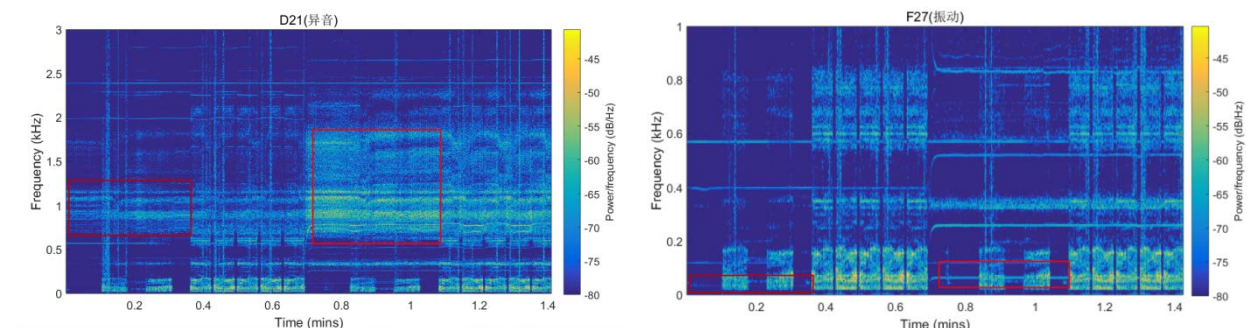 D21(异音)
3
2.5
2
1.5
1
0.5
0
Frequency (kHz)
0.2 0.4 0.6 0.8 1 1.2 1.4
Time (mins)
-45
-50
-55
-60
-65
-70
-75
-80
Power/frequency (dB/Hz)
F27(振动)
1
0.8
0.6
0.4
0.2
0
Frequency (kHz)
0.2 0.4 0.6 0.8 1 1.2 1.4
Time (mins)
-45
-50
-55
-60
-65
-70
-75
-80
Power/frequency (dB/Hz)